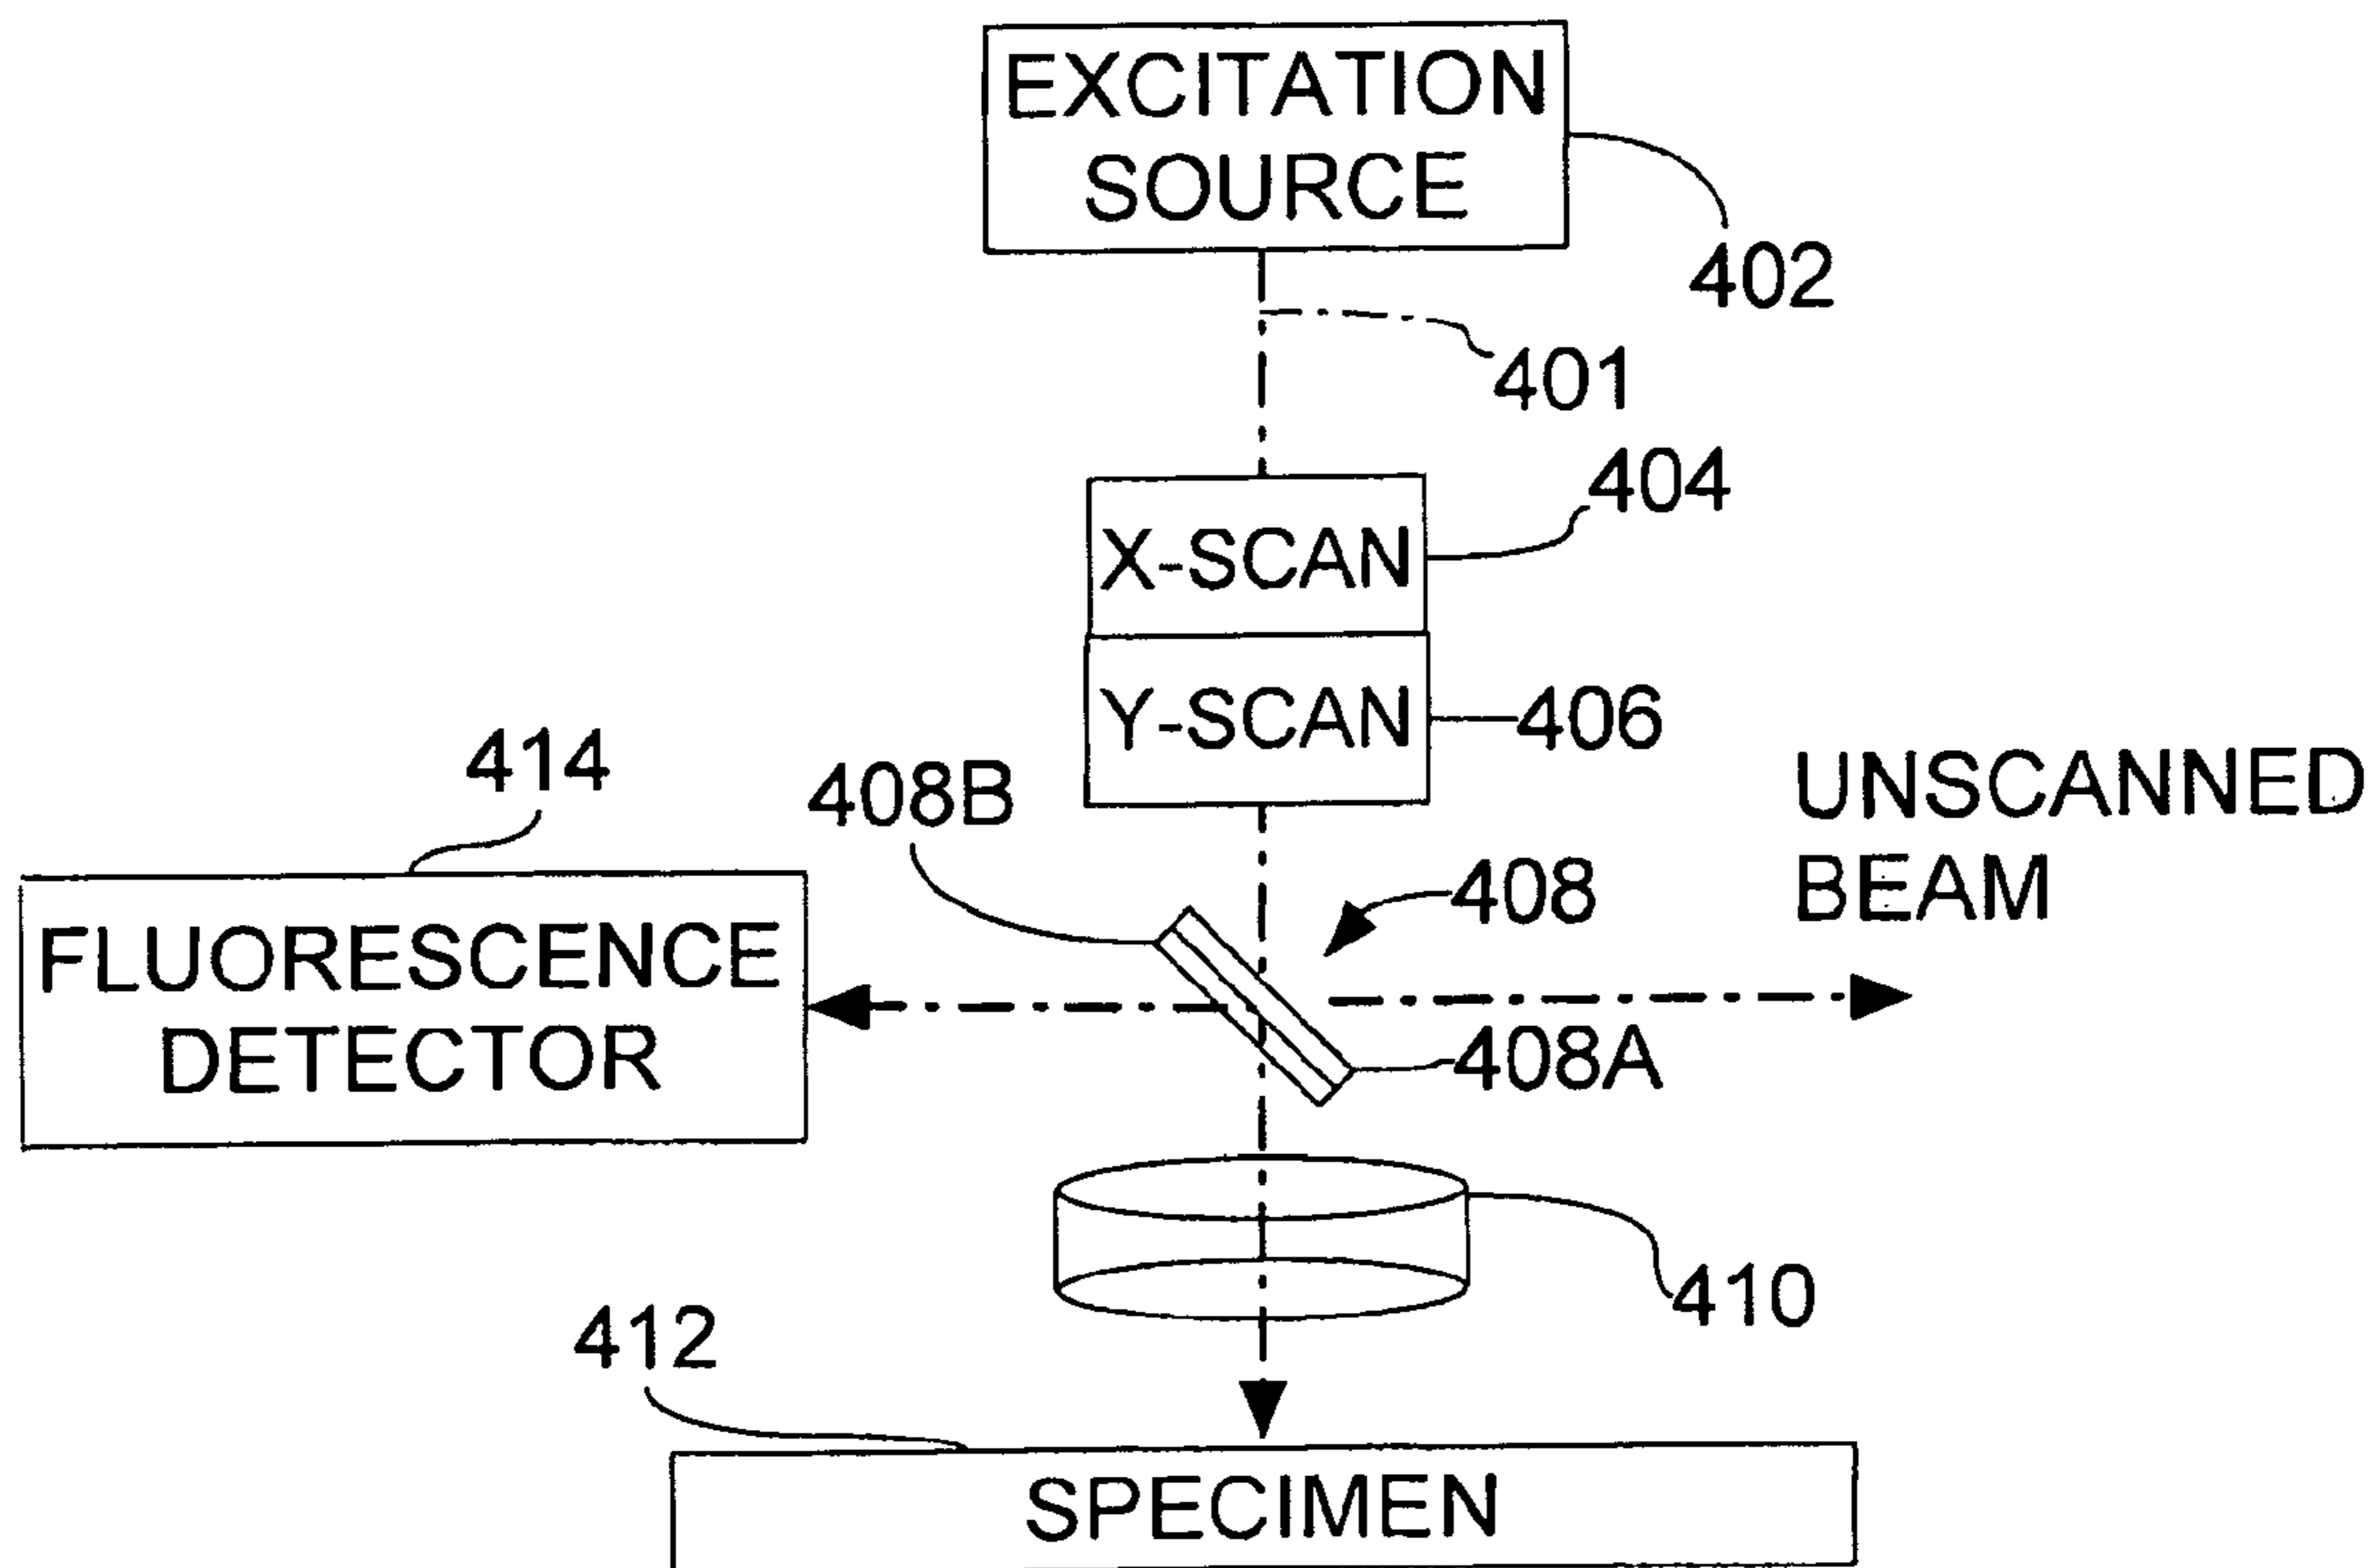 EXCITATION
SOURCE
402
401
404
X-SCAN
Y-SCAN
406
414
408B
UNSCANNED
BEAM
408
FLUORESCENCE
DETECTOR
408A
410
412
SPECIMEN